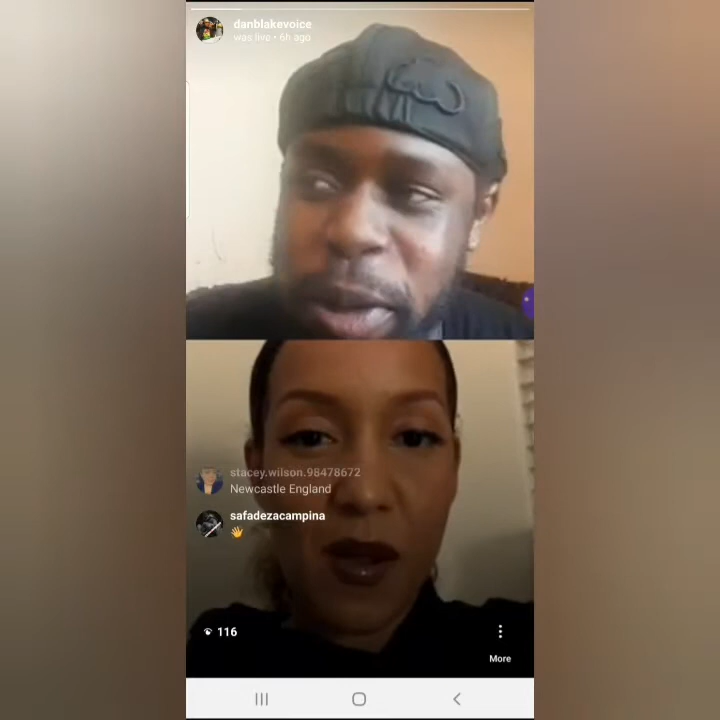 danblakevoice
was live • 6h ago
stacey.wilson.98478672
Newcastle England
safadezacampina
👋
116
More